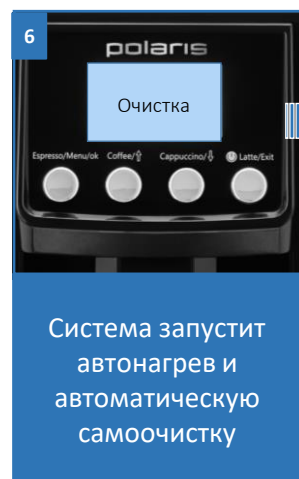 6
polaris
Очистка
Espresso/Menu/ok Coffee/⇧ Cappuccino/⇩ Latte/Exit
Система запустит
автонагрев и
автоматическую
самоочистку